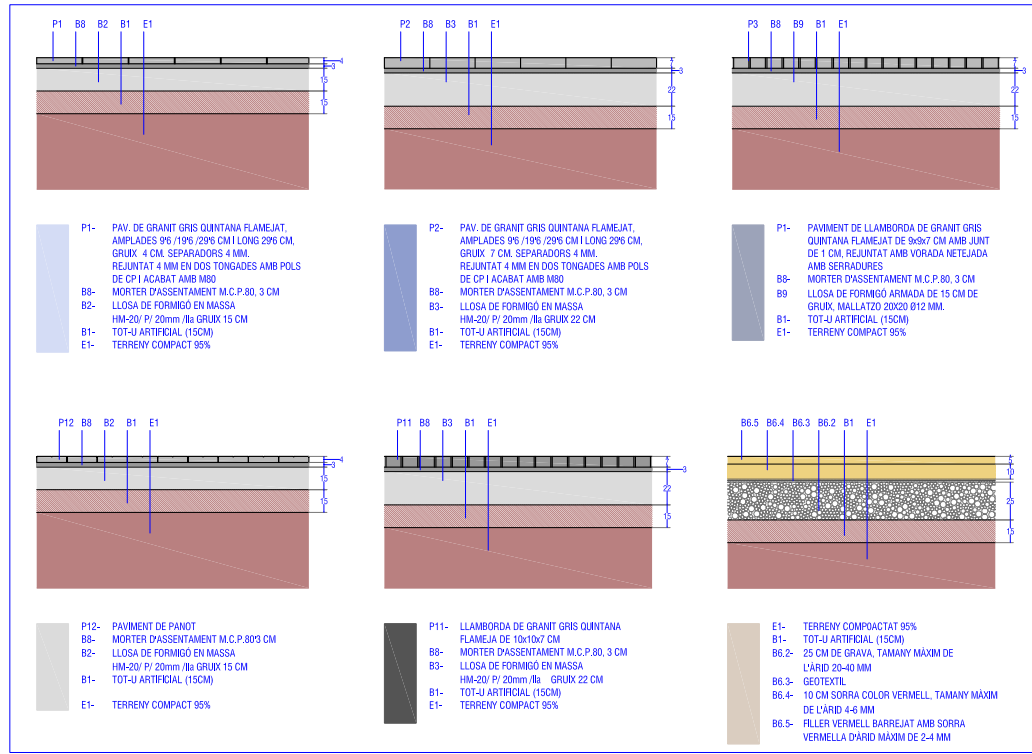 P1 B8 B2 B1 E1
4
3
15
15
P1- PAV. DE GRANIT GRIS QUINTANA FLAMEJAT,
AMPLADES 9'6 /19'6 /29'6 CM I LONG 29'6 CM,
GRUIX 4 CM. SEPARADORS 4 MM.
REJUNTAT 4 MM EN DOS TONGADES AMB POLS
DE CP I ACABAT AMB M80
B8- MORTER D'ASSENTAMENT M.C.P.80, 3 CM
B2- LLOSA DE FORMIGÓ EN MASSA
HM-20/ P/ 20mm /IIa GRUIX 15 CM
B1- TOT-U ARTIFICIAL (15CM)
E1- TERRENY COMPACT 95%
P2 B8 B3 B1 E1
7
3
22
15
P2- PAV. DE GRANIT GRIS QUINTANA FLAMEJAT,
AMPLADES 9'6 /19'6 /29'6 CM I LONG 29'6 CM,
GRUIX 7 CM. SEPARADORS 4 MM.
REJUNTAT 4 MM EN DOS TONGADES AMB POLS
DE CP I ACABAT AMB M80
B8- MORTER D'ASSENTAMENT M.C.P.80, 3 CM
B3- LLOSA DE FORMIGÓ EN MASSA
HM-20/ P/ 20mm /IIa GRUIX 22 CM
B1- TOT-U ARTIFICIAL (15CM)
E1- TERRENY COMPACT 95%
P3 B8 B9 B1 E1
7
3
22
15
P1- PAVIMENT DE LLAMBORDA DE GRANIT GRIS
QUINTANA FLAMEJAT DE 9x9x7 CM AMB JUNT
DE 1 CM, REJUNTAT AMB VORADA NETEJADA
AMB SERRADURES
B8- MORTER D'ASSENTAMENT M.C.P.80, 3 CM
B9 LLOSA DE FORMIGÓ ARMADA DE 15 CM DE
GRUIX, MALLATZO 20X20 Ø12 MM.
B1- TOT-U ARTIFICIAL (15CM)
E1- TERRENY COMPACT 95%
P12 B8 B2 B1 E1
4
3
15
15
P12- PAVIMENT DE PANOT
B8- MORTER D'ASSENTAMENT M.C.P.80'3 CM
B2- LLOSA DE FORMIGÓ EN MASSA
HM-20/ P/ 20mm /IIa GRUIX 15 CM
B1- TOT-U ARTIFICIAL (15CM)
E1- TERRENY COMPACT 95%
P11 B8 B3 B1 E1
7
3
22
15
P11- LLAMBORDA DE GRANIT GRIS QUINTANA
FLAMEJA DE 10x10x7 CM
B8- MORTER D'ASSENTAMENT M.C.P.80, 3 CM
B3- LLOSA DE FORMIGÓ EN MASSA
HM-20/ P/ 20mm /IIa GRUIX 22 CM
B1- TOT-U ARTIFICIAL (15CM)
E1- TERRENY COMPACT 95%
B6.5 B6.4 B6.3 B6.2 B1 E1
5
10
25
15
E1- TERRENY COMPOACTAT 95%
B1- TOT-U ARTIFICIAL (15CM)
B6.2- 25 CM DE GRAVA, TAMANY MÀXIM DE
L'ÀRID 20-40 MM
B6.3- GEOTEXTIL
B6.4- 10 CM SORRA COLOR VERMELL, TAMANY MÀXIM
DE L'ÀRID 4-6 MM
B6.5- FILLER VERMELL BARREJAT AMB SORRA
VERMELLA D'ÀRID MÀXIM DE 2-4 MM